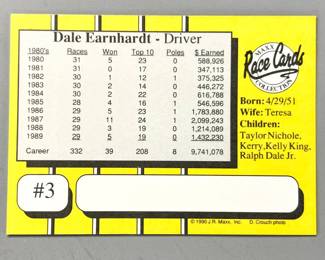 Dale Earnhardt - Driver
1980's Races Won Top 10 Poles $ Earned
1980 31 5 23 0 588,926
1981 31 0 17 0 347,113
1982 30 1 12 1 375,325
1983 30 2 14 0 446,272
1984 30 2 22 0 616,788
1985 28 4 16 1 546,596
1986 29 5 16 1 1,783,880
1987 29 11 24 1 2,099,243
1988 29 3 19 0 1,214,089
1989 29 5 19 0 1,432,230
Career 332 39 208 8 9,741,078
MAXX
Race Cards
COLLECTION
Born: 4/29/51
Wife: Teresa
Children:
Taylor Nichole,
Kerry, Kelly King,
Ralph Dale Jr.
#3
© 1990 J.R. Maxx, Inc. D. Crouch photo